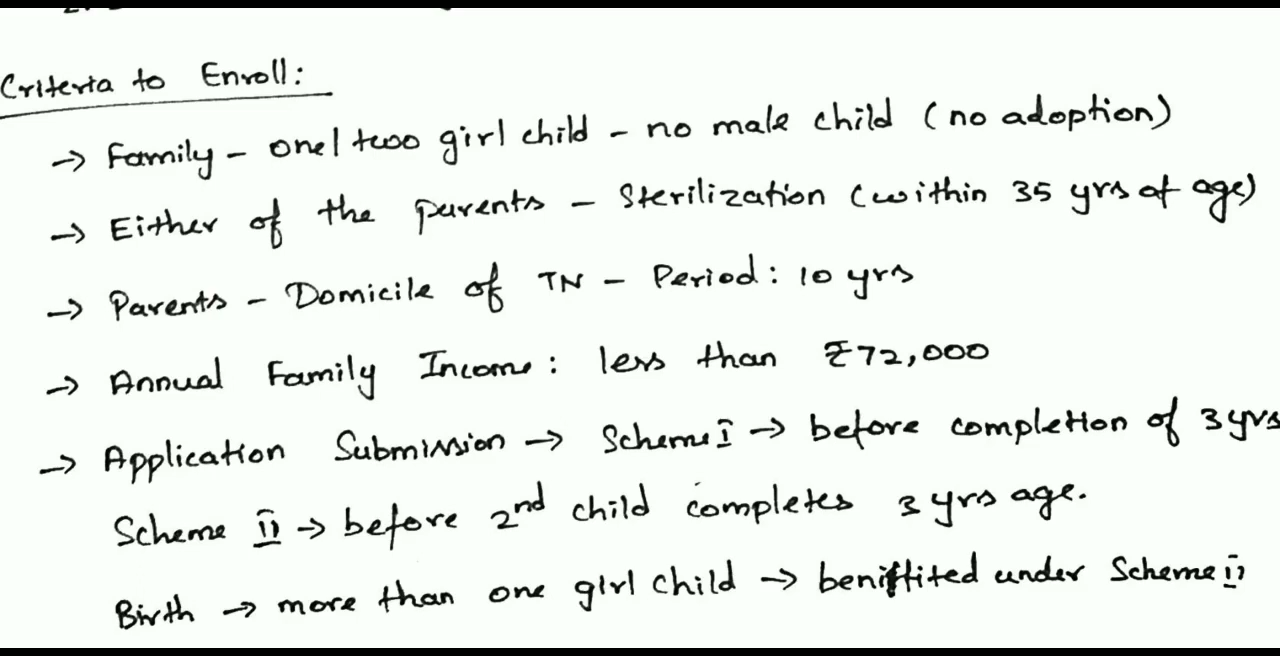 Criteria to Enroll:
→ Family - one/two girl child - no male child (no adoption)
→ Either of the parents - Sterilization (within 35 yrs of age)
→ Parents - Domicile of TN - Period: 10 yrs
→ Annual Family Income: less than ₹72,000
→ Application Submission → Scheme I → before completion of 3 yrs
Scheme II → before 2nd child completes 3 yrs age.
Birth → more than one girl child → benifited under Scheme II